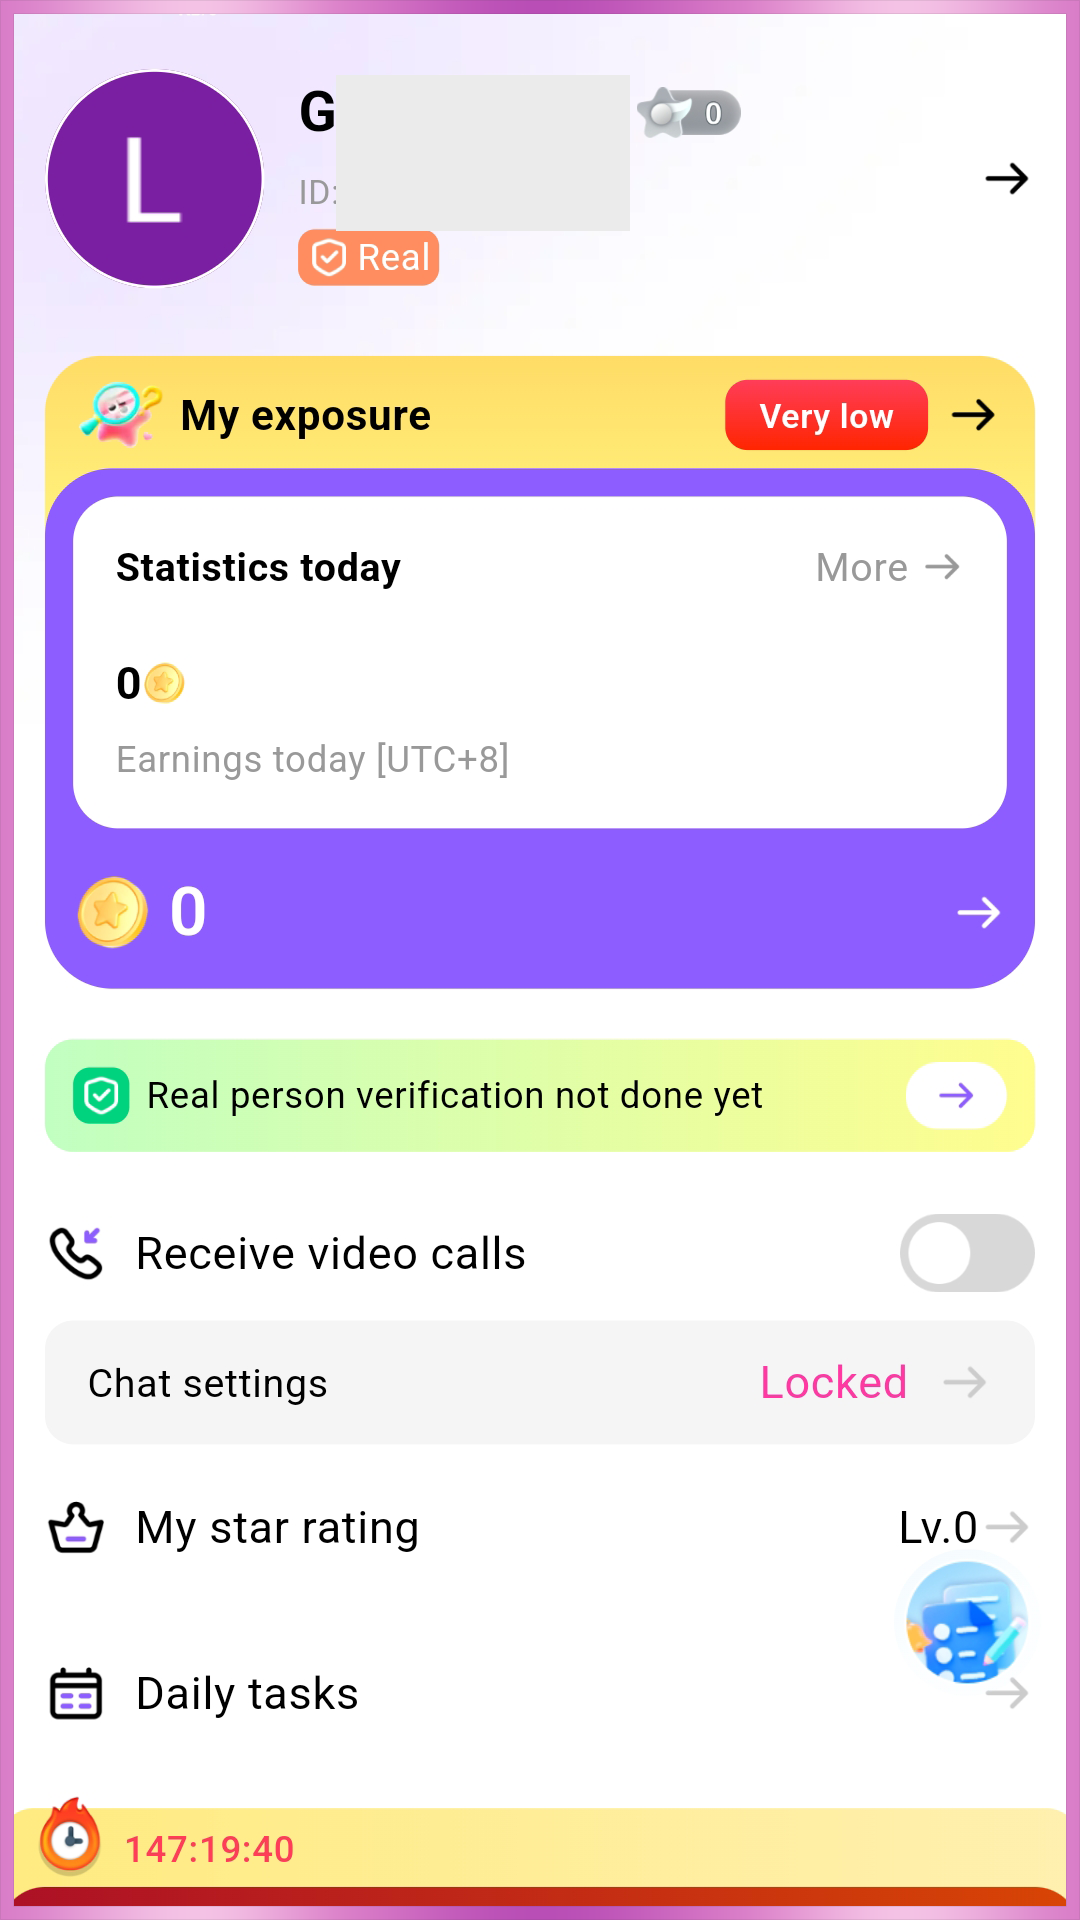 L
G
0
ID:
Real
My exposure
Very low
Statistics today
More
0
Earnings today [UTC+8]
0
Real person verification not done yet
Receive video calls
Chat settings
Locked
My star rating
Lv.0
Daily tasks
147:19:40